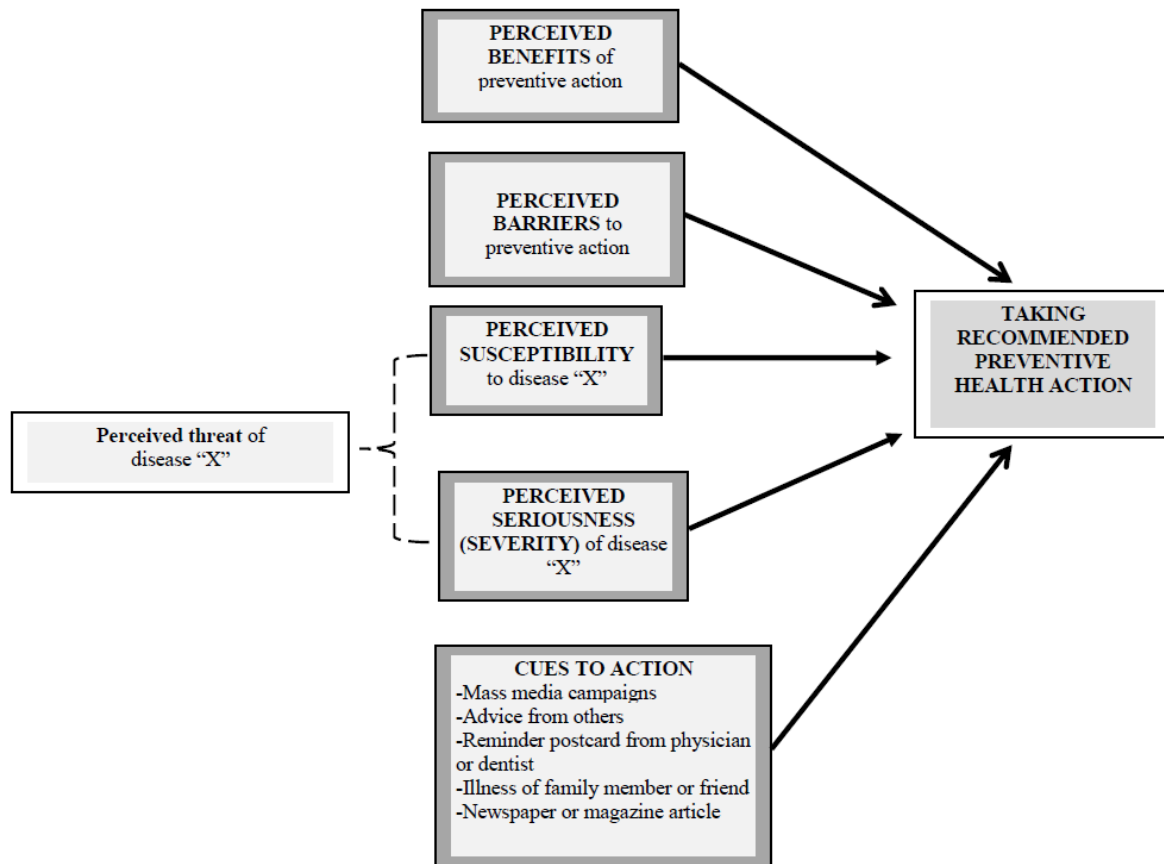 PERCEIVED
BENEFITS of
preventive action
PERCEIVED
BARRIERS to
preventive action
PERCEIVED
SUSCEPTIBILITY
to disease “X”
TAKING
RECOMMENDED
PREVENTIVE
HEALTH ACTION
Perceived threat of
disease “X”
PERCEIVED
SERIOUSNESS
(SEVERITY) of disease
“X”
CUES TO ACTION
-Mass media campaigns
-Advice from others
-Reminder postcard from physician
or dentist
-Illness of family member or friend
-Newspaper or magazine article